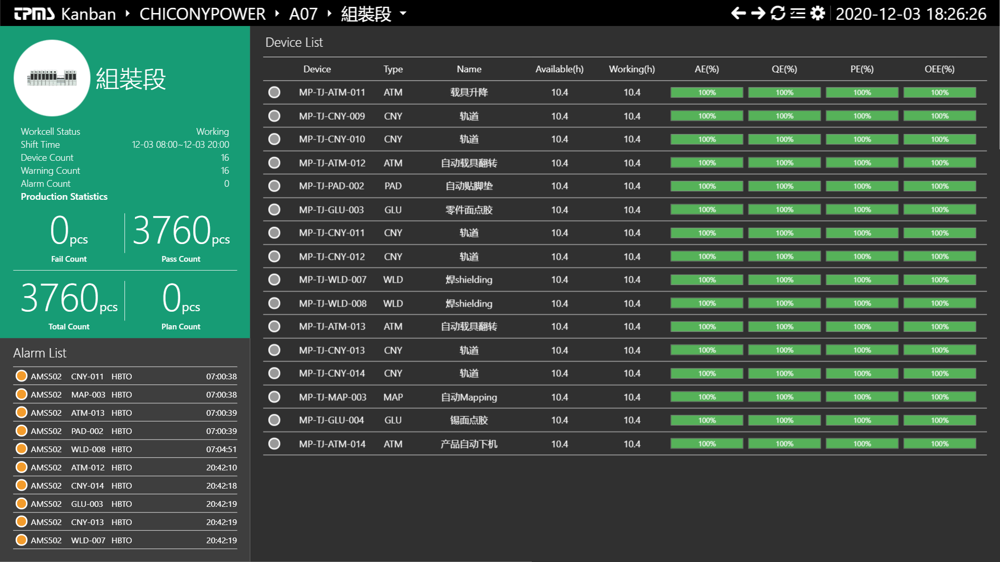 TPMS Kanban CHICONYPOWER A07 組裝段 2020-12-03 18:26:26
組裝段
Workcell Status Working
Shift Time 12-03 08:00~12-03 20:00
Device Count 16
Warning Count 16
Alarm Count 0
Production Statistics
0pcs 3760pcs
Fail Count Pass Count
3760pcs 0pcs
Total Count Plan Count
Alarm List
AMS502 CNY-011 HBTO 07:00:38
AMS502 MAP-003 HBTO 07:00:38
AMS502 ATM-013 HBTO 07:00:39
AMS502 PAD-002 HBTO 07:00:39
AMS502 WLD-008 HBTO 07:04:51
AMS502 ATM-012 HBTO 20:42:10
AMS502 CNY-014 HBTO 20:42:18
AMS502 GLU-003 HBTO 20:42:19
AMS502 CNY-013 HBTO 20:42:19
AMS502 WLD-007 HBTO 20:42:19
Device List
Device Type Name Available(h) Working(h) AE(%) QE(%) PE(%) OEE(%)
MP-TJ-ATM-011 ATM 载具升降 10.4 10.4 100% 100% 100% 100%
MP-TJ-CNY-009 CNY 轨道 10.4 10.4 100% 100% 100% 100%
MP-TJ-CNY-010 CNY 轨道 10.4 10.4 100% 100% 100% 100%
MP-TJ-ATM-012 ATM 自动载具翻转 10.4 10.4 100% 100% 100% 100%
MP-TJ-PAD-002 PAD 自动贴脚垫 10.4 10.4 100% 100% 100% 100%
MP-TJ-GLU-003 GLU 零件面点胶 10.4 10.4 100% 100% 100% 100%
MP-TJ-CNY-011 CNY 轨道 10.4 10.4 100% 100% 100% 100%
MP-TJ-CNY-012 CNY 轨道 10.4 10.4 100% 100% 100% 100%
MP-TJ-WLD-007 WLD 焊shielding 10.4 10.4 100% 100% 100% 100%
MP-TJ-WLD-008 WLD 焊shielding 10.4 10.4 100% 100% 100% 100%
MP-TJ-ATM-013 ATM 自动载具翻转 10.4 10.4 100% 100% 100% 100%
MP-TJ-CNY-013 CNY 轨道 10.4 10.4 100% 100% 100% 100%
MP-TJ-CNY-014 CNY 轨道 10.4 10.4 100% 100% 100% 100%
MP-TJ-MAP-003 MAP 自动Mapping 10.4 10.4 100% 100% 100% 100%
MP-TJ-GLU-004 GLU 锡面点胶 10.4 10.4 100% 100% 100% 100%
MP-TJ-ATM-014 ATM 产品自动下机 10.4 10.4 100% 100% 100% 100%